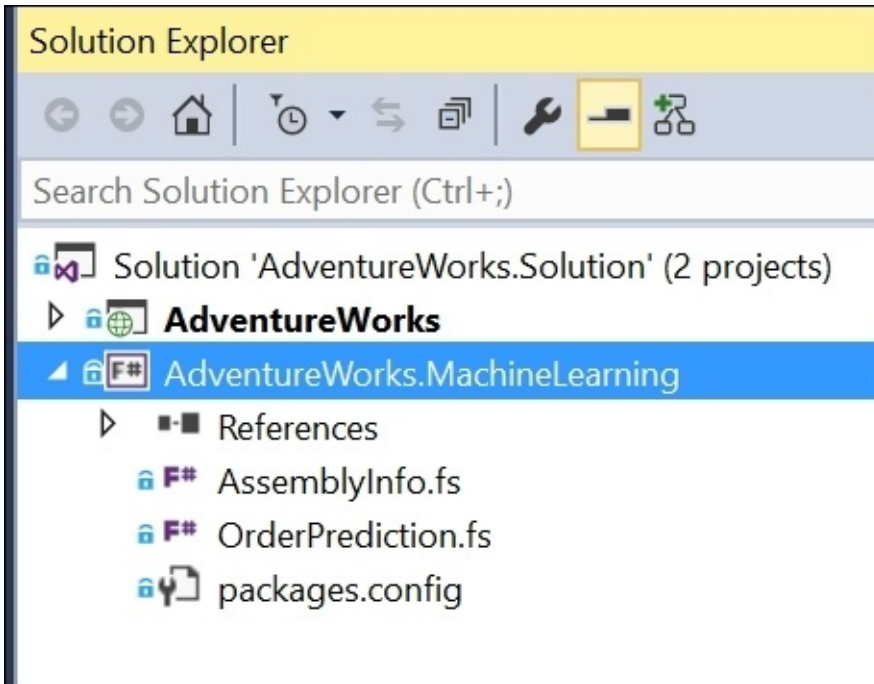 Solution Explorer
Search Solution Explorer (Ctrl+;)
Solution 'AdventureWorks.Solution' (2 projects)
AdventureWorks
F# AdventureWorks.MachineLearning
References
F# AssemblyInfo.fs
F# OrderPrediction.fs
packages.config